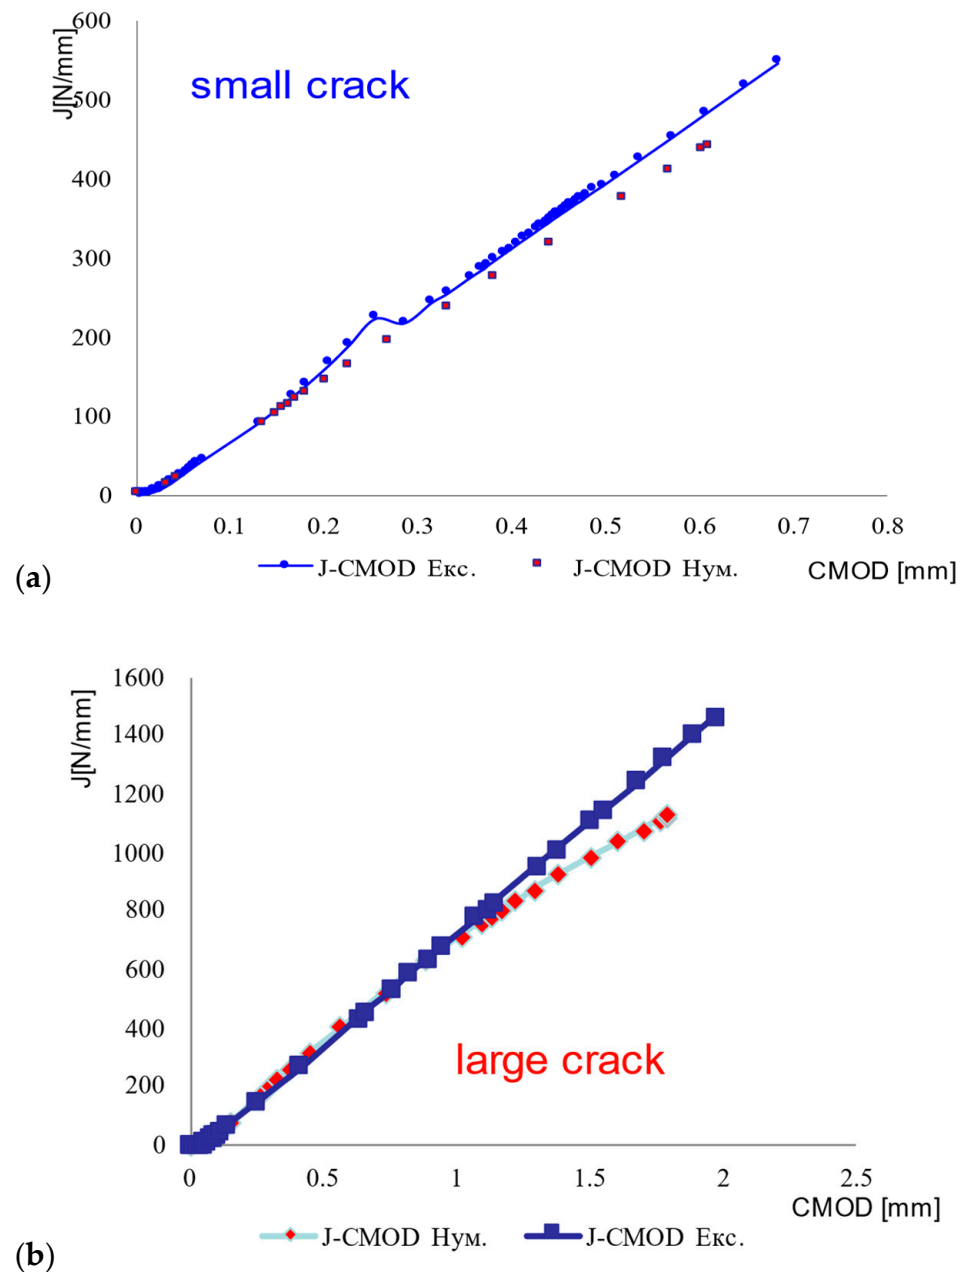 J[N/mm]
small crack
600
500
400
300
200
100
0
0 0.1 0.2 0.3 0.4 0.5 0.6 0.7 0.8
J-CMOD Екс. J-CMOD Нум. CMOD [mm]
(a)
J[N/mm]
1600
1400
1200
1000
800
600
400
200
0
large crack
0 0.5 1 1.5 2 2.5
CMOD [mm]
J-CMOD Нум. J-CMOD Екс.
(b)